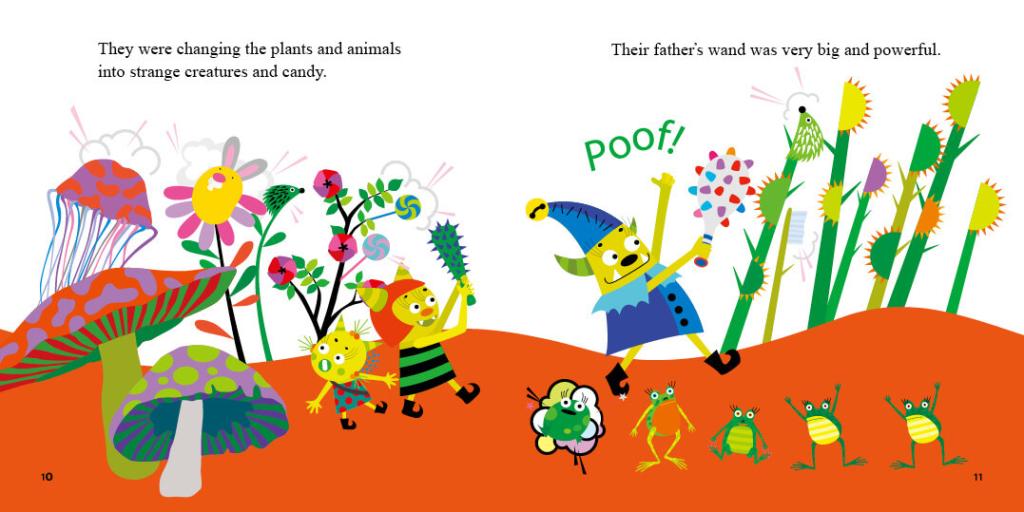 They were changing the plants and animals
into strange creatures and candy.
Their father's wand was very big and powerful.
Poof!
10
11